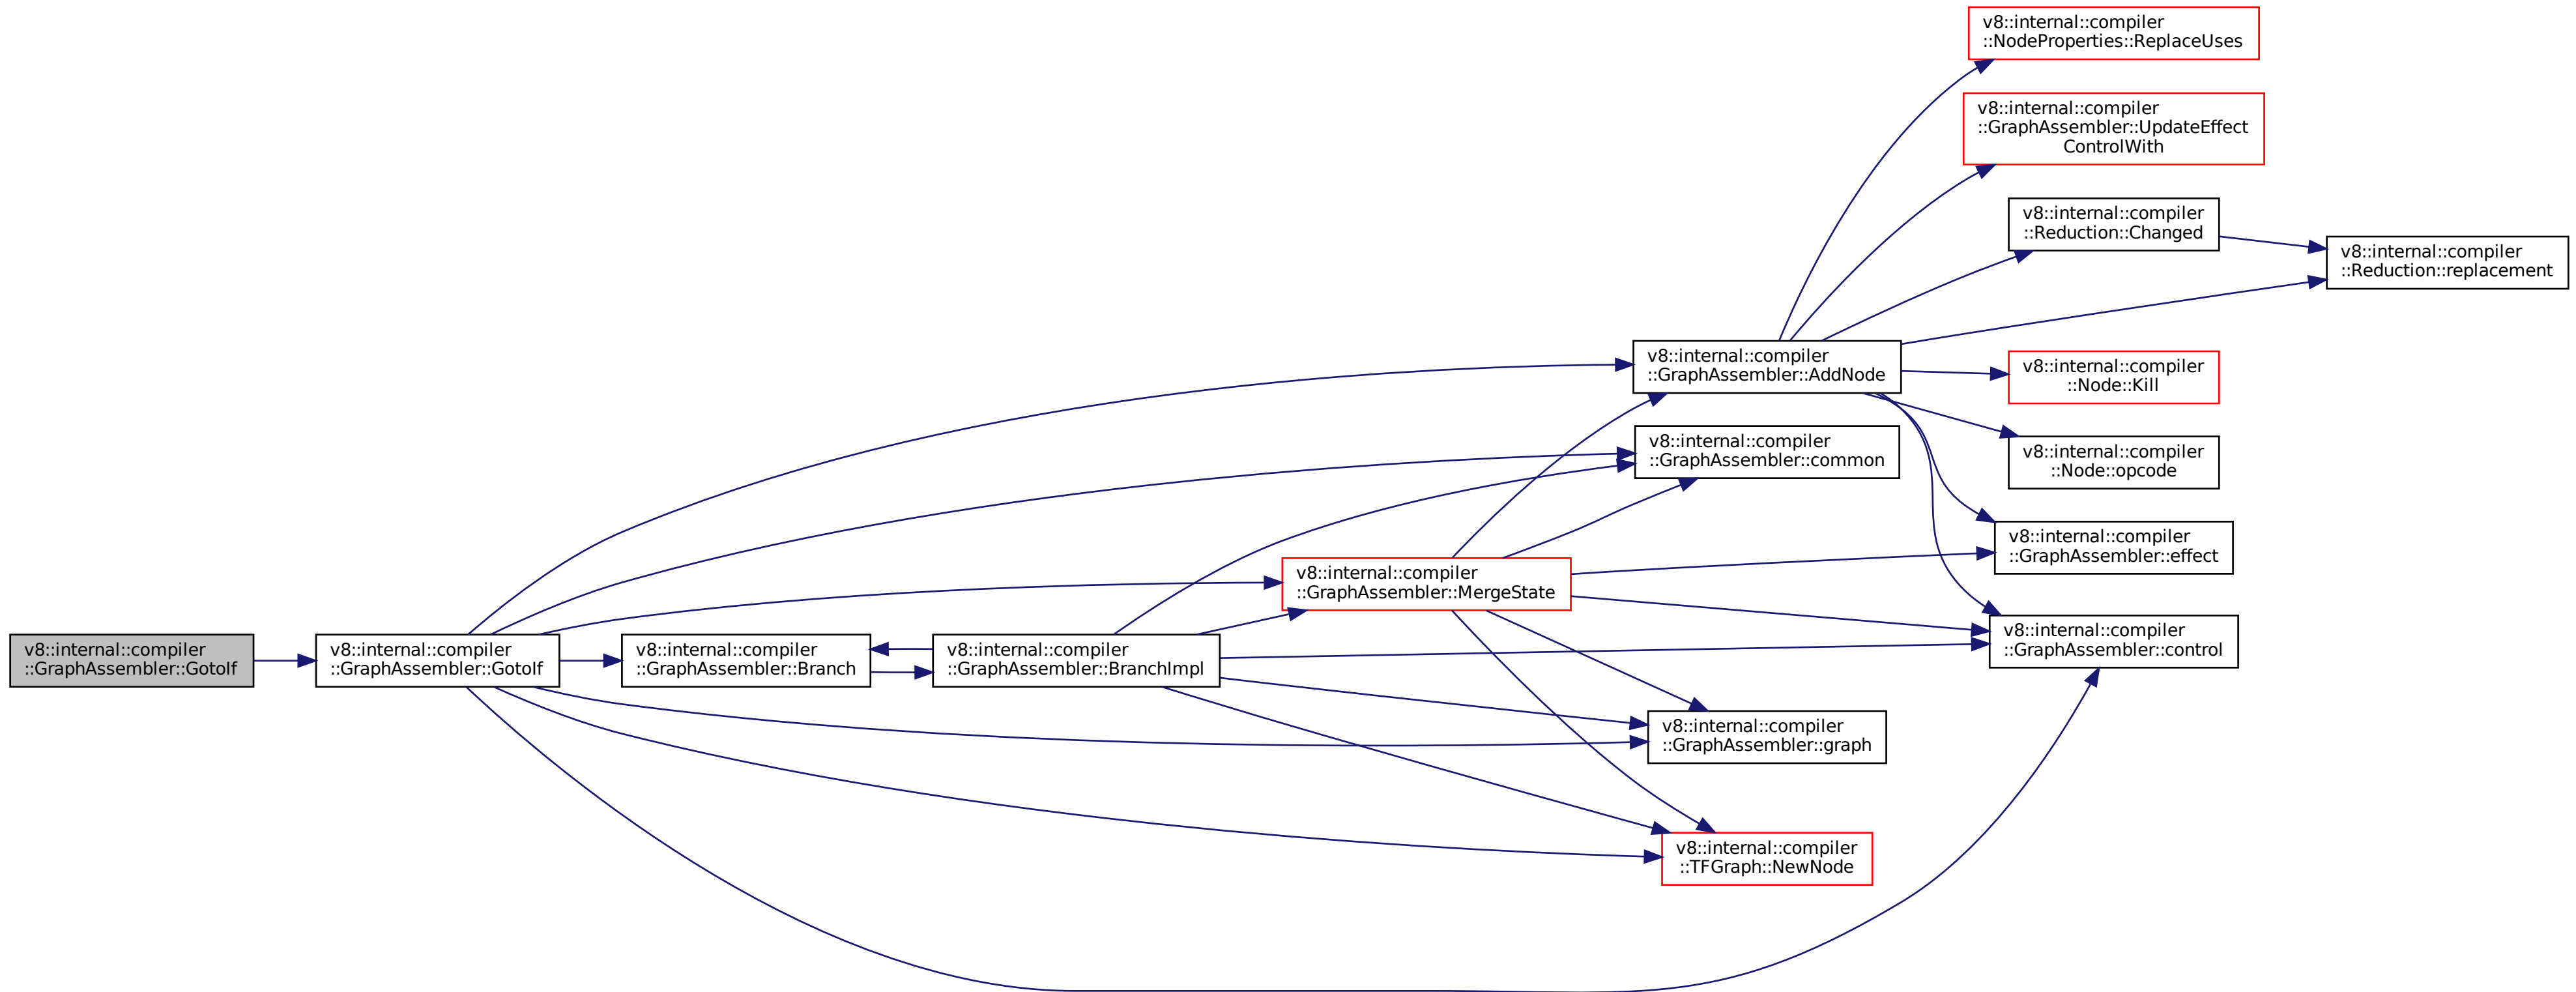 v8::internal::compiler
::GraphAssembler::GotoIf
v8::internal::compiler
::GraphAssembler::GotoIf
v8::internal::compiler
::GraphAssembler::Branch
v8::internal::compiler
::GraphAssembler::BranchImpl
v8::internal::compiler
::GraphAssembler::MergeState
v8::internal::compiler
::GraphAssembler::AddNode
v8::internal::compiler
::GraphAssembler::common
v8::internal::compiler
::GraphAssembler::graph
v8::internal::compiler
::TFGraph::NewNode
v8::internal::compiler
::NodeProperties::ReplaceUses
v8::internal::compiler
::GraphAssembler::UpdateEffect
ControlWith
v8::internal::compiler
::Reduction::Changed
v8::internal::compiler
::Reduction::replacement
v8::internal::compiler
::Node::Kill
v8::internal::compiler
::Node::opcode
v8::internal::compiler
::GraphAssembler::effect
v8::internal::compiler
::GraphAssembler::control